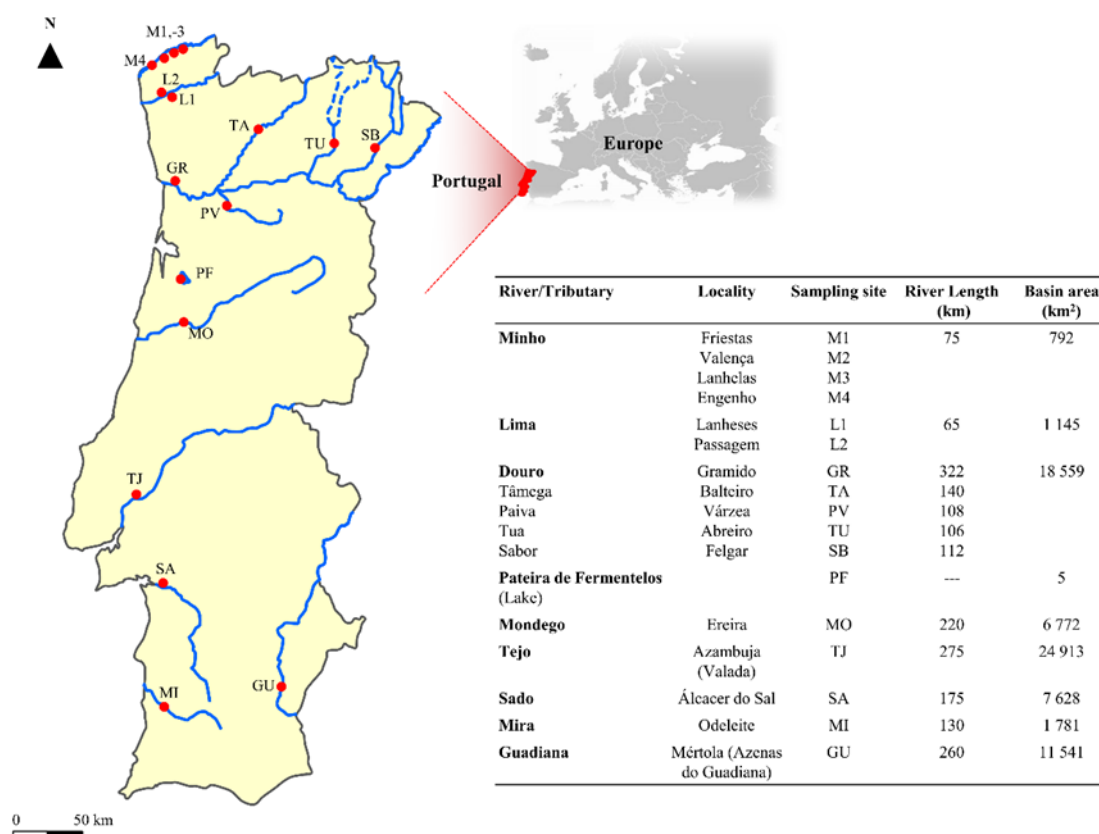 N
M1,-3
M4
L2
L1
TA
TU
SB
GR
PV
PF
MO
TJ
SA
MI
GU
0 50 km
Portugal
Europe
River/Tributary Locality Sampling site River Length (km) Basin area (km²)
Minho Friestas M1 75 792
Valença M2
Lanhelas M3
Engenho M4
Lima Lanheses L1 65 1 145
Passagem L2
Douro Gramido GR 322 18 559
Tâmega Balteiro TA 140
Paiva Várzea PV 108
Tua Abreiro TU 106
Sabor Felgar SB 112
Pateira de Fermentelos PF --- 5
(Lake)
Mondego Ereira MO 220 6 772
Tejo Azambuja TJ 275 24 913
(Valada)
Sado Álcacer do Sal SA 175 7 628
Mira Odeleite MI 130 1 781
Guadiana Mértola (Azenas GU 260 11 541
do Guadiana)